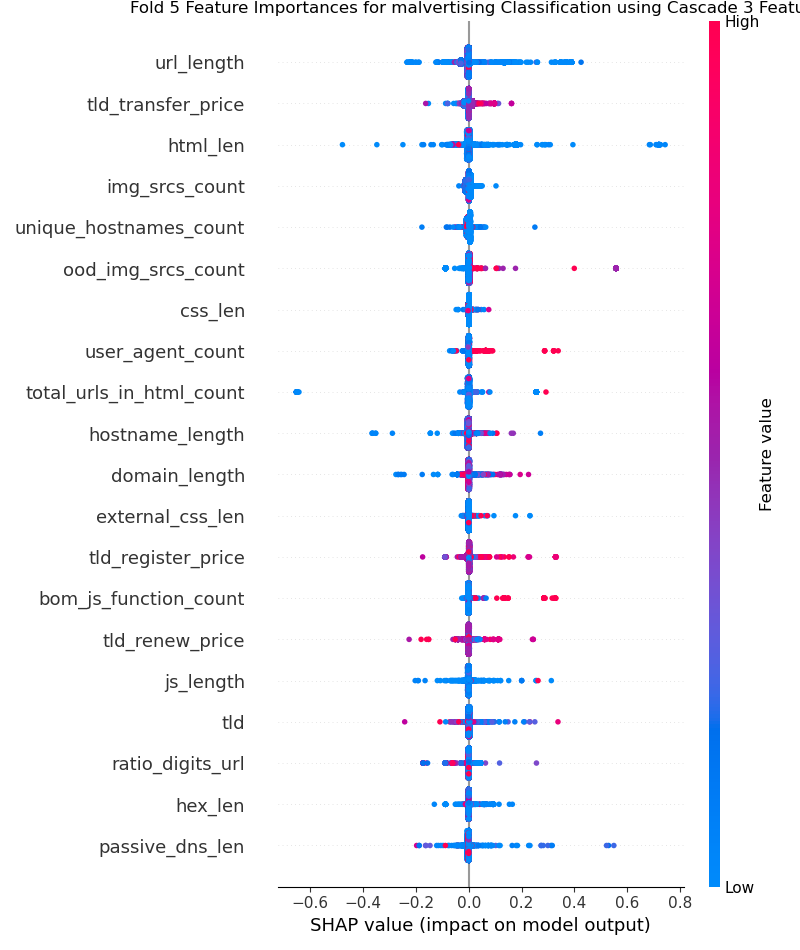 Fold 5 Feature Importances for malvertising Classification using Cascade 3 Featu
High
url_length
tld_transfer_price
html_len
img_srcs_count
unique_hostnames_count
ood_img_srcs_count
css_len
user_agent_count
total_urls_in_html_count
hostname_length
domain_length
external_css_len
tld_register_price
bom_js_function_count
tld_renew_price
js_length
tld
ratio_digits_url
hex_len
passive_dns_len
Feature value
Low
−0.6 −0.4 −0.2 0.0 0.2 0.4 0.6 0.8
SHAP value (impact on model output)